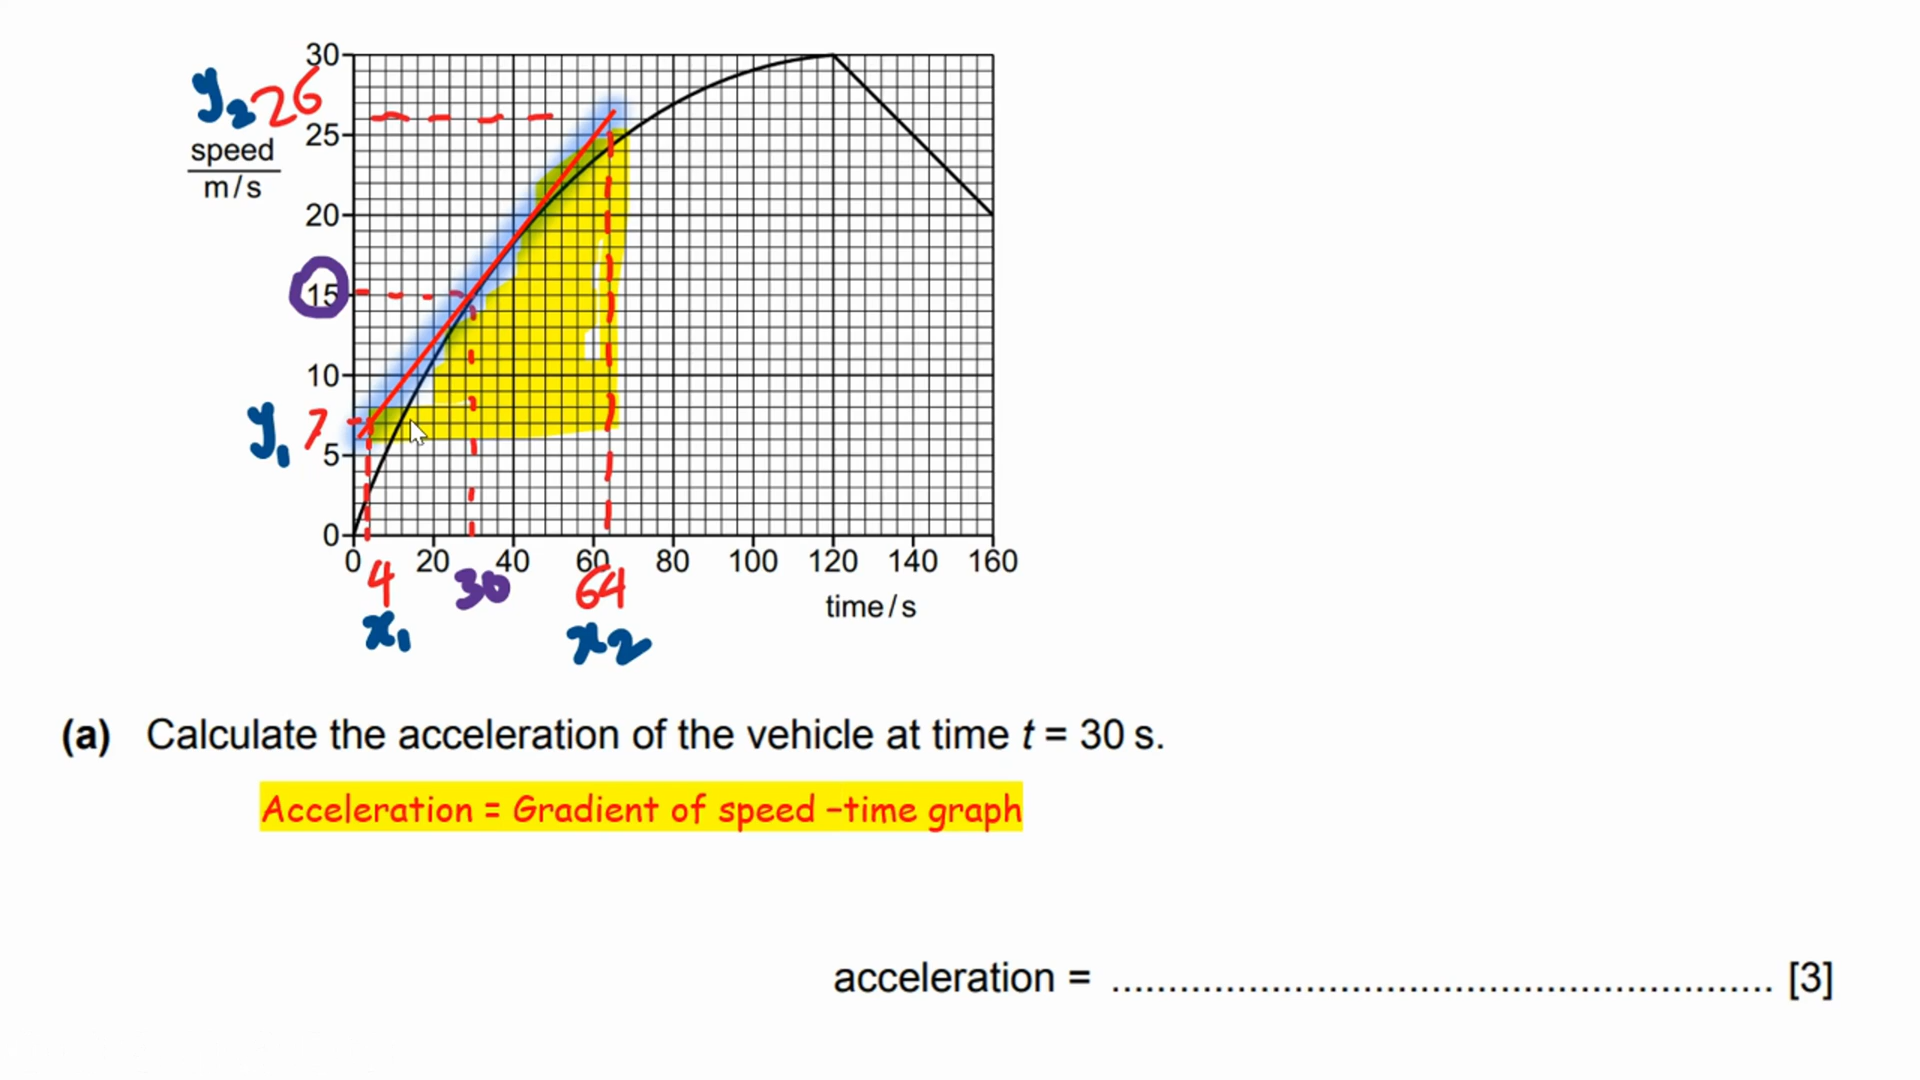 30
y₂ 26
25
speed
m/s
20
15
10
y₁ 7
5
0
0 20 40 60 80 100 120 140 160
4 30 64
time/s
x₁ x₂
(a) Calculate the acceleration of the vehicle at time t = 30 s.
Acceleration = Gradient of speed –time graph
acceleration = .......................................................... [3]